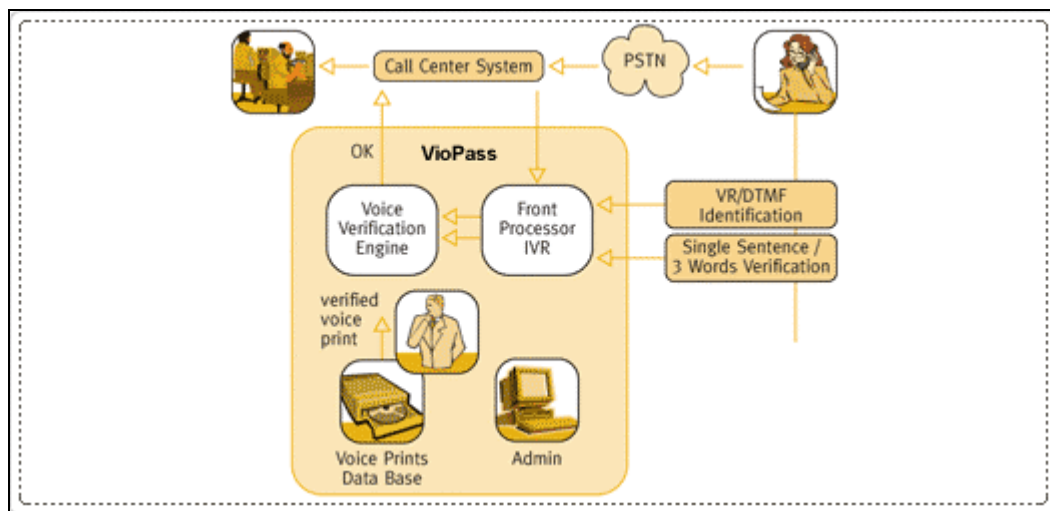 Call Center System
PSTN
OK
VioPass
Voice
Verification
Engine
Front
Processor
IVR
VR/DTMF
Identification
Single Sentence /
3 Words Verification
verified
voice
print
Voice Prints
Data Base
Admin